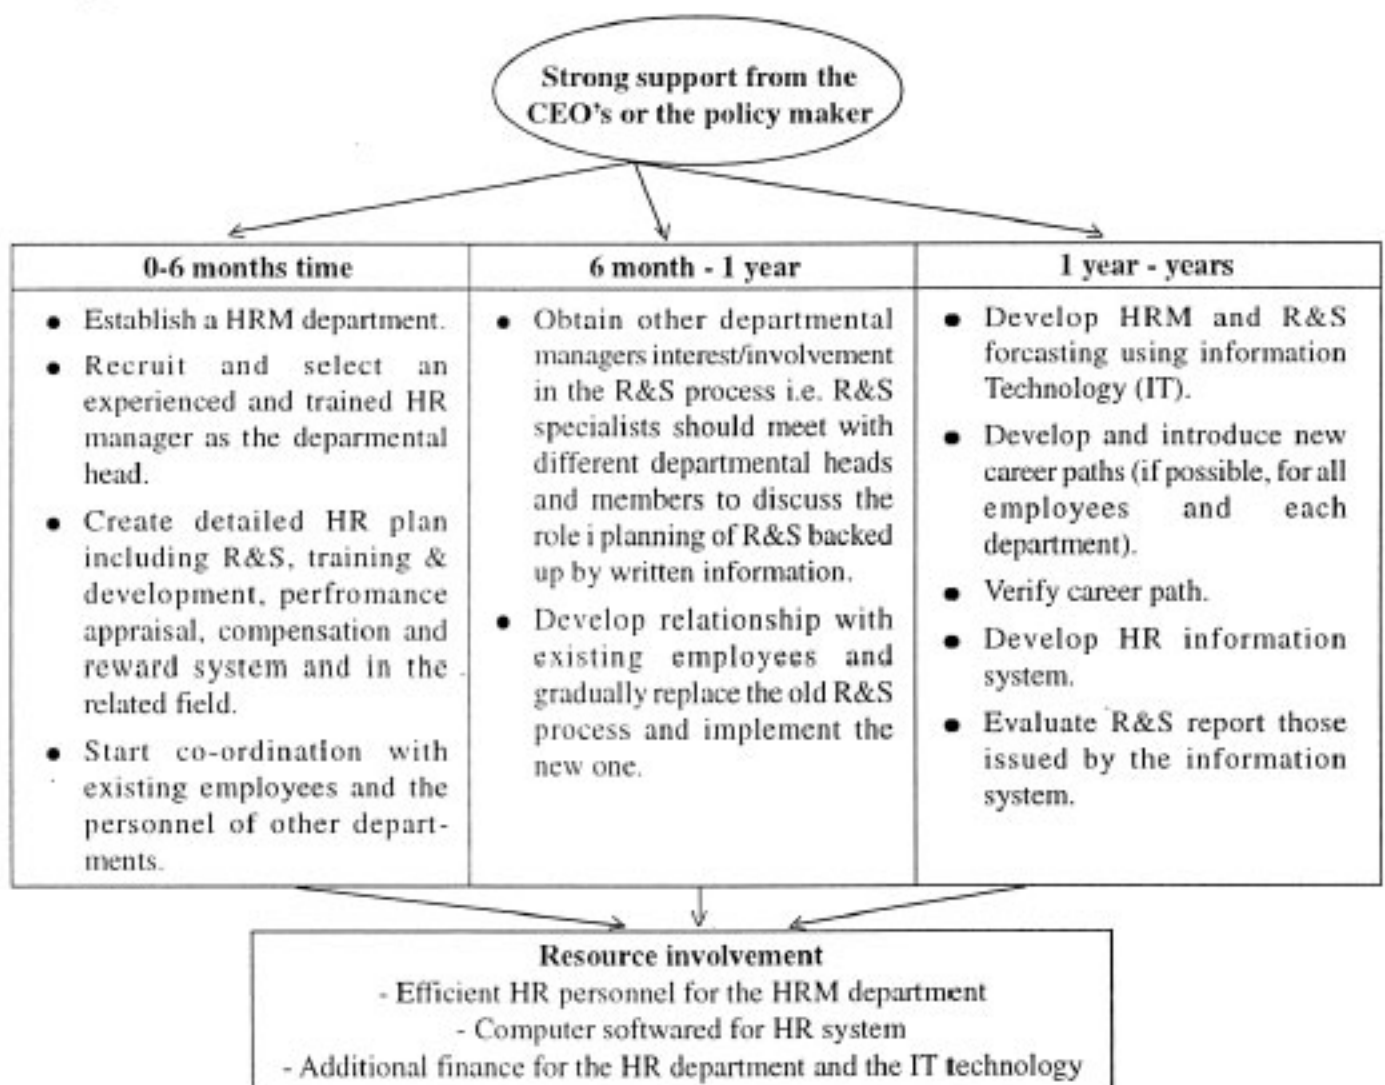 Strong support from the
CEO's or the policy maker
0-6 months time
Establish a HRM department.
Recruit and select an
experienced and trained HR
manager as the deparmental
head.
Create detailed HR plan
including R&S, training &
development, perfromance
appraisal, compensation and
reward system and in the
related field.
Start co-ordination with
existing employees and the
personnel of other depart-
ments.
6 month - 1 year
Obtain other departmental
managers interest/involvement
in the R&S process i.e. R&S
specialists should meet with
different departmental heads
and members to discuss the
role i planning of R&S backed
up by written information.
Develop relationship with
existing employees and
gradually replace the old R&S
process and implement the
new one.
1 year - years
Develop HRM and R&S
forcasting using information
Technology (IT).
Develop and introduce new
career paths (if possible, for all
employees and each
department).
Verify career path.
Develop HR information
system.
Evaluate R&S report those
issued by the information
system.
Resource involvement
- Efficient HR personnel for the HRM department
- Computer softwared for HR system
- Additional finance for the HR department and the IT technology